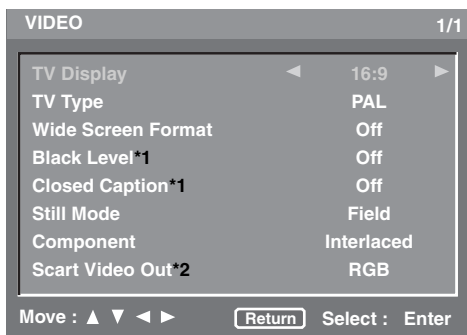 VIDEO 1/1
TV Display ◄ 16:9 ►
TV Type PAL
Wide Screen Format Off
Black Level*1 Off
Closed Caption*1 Off
Still Mode Field
Component Interlaced
Scart Video Out*2 RGB
Move : ▲ ▼ ◄ ► Return Select : Enter